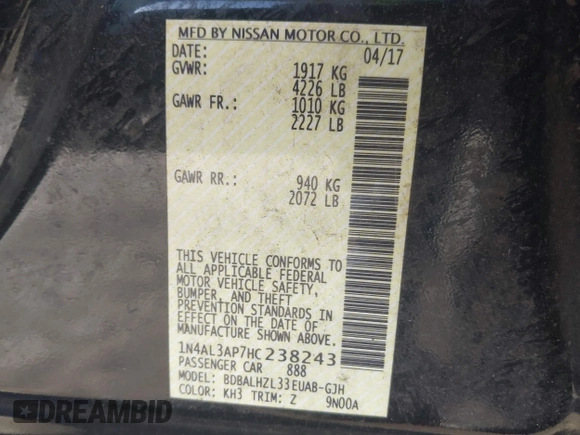 MFD BY NISSAN MOTOR CO., LTD.
DATE: 04/17
GVWR: 1917 KG
4226 LB
GAWR FR.: 1010 KG
2227 LB
GAWR RR.: 940 KG
2072 LB
THIS VEHICLE CONFORMS TO
ALL APPLICABLE FEDERAL
MOTOR VEHICLE SAFETY,
BUMPER, AND THEFT
PREVENTION STANDARDS IN
EFFECT ON THE DATE OF
MANUFACTURE SHOWN ABOVE.
1N4AL3AP7HC238243
PASSENGER CAR 888
MODEL: BDBALHZL33EUAB-GJH
COLOR: KH3 TRIM: Z 9N00A
EPICVIN